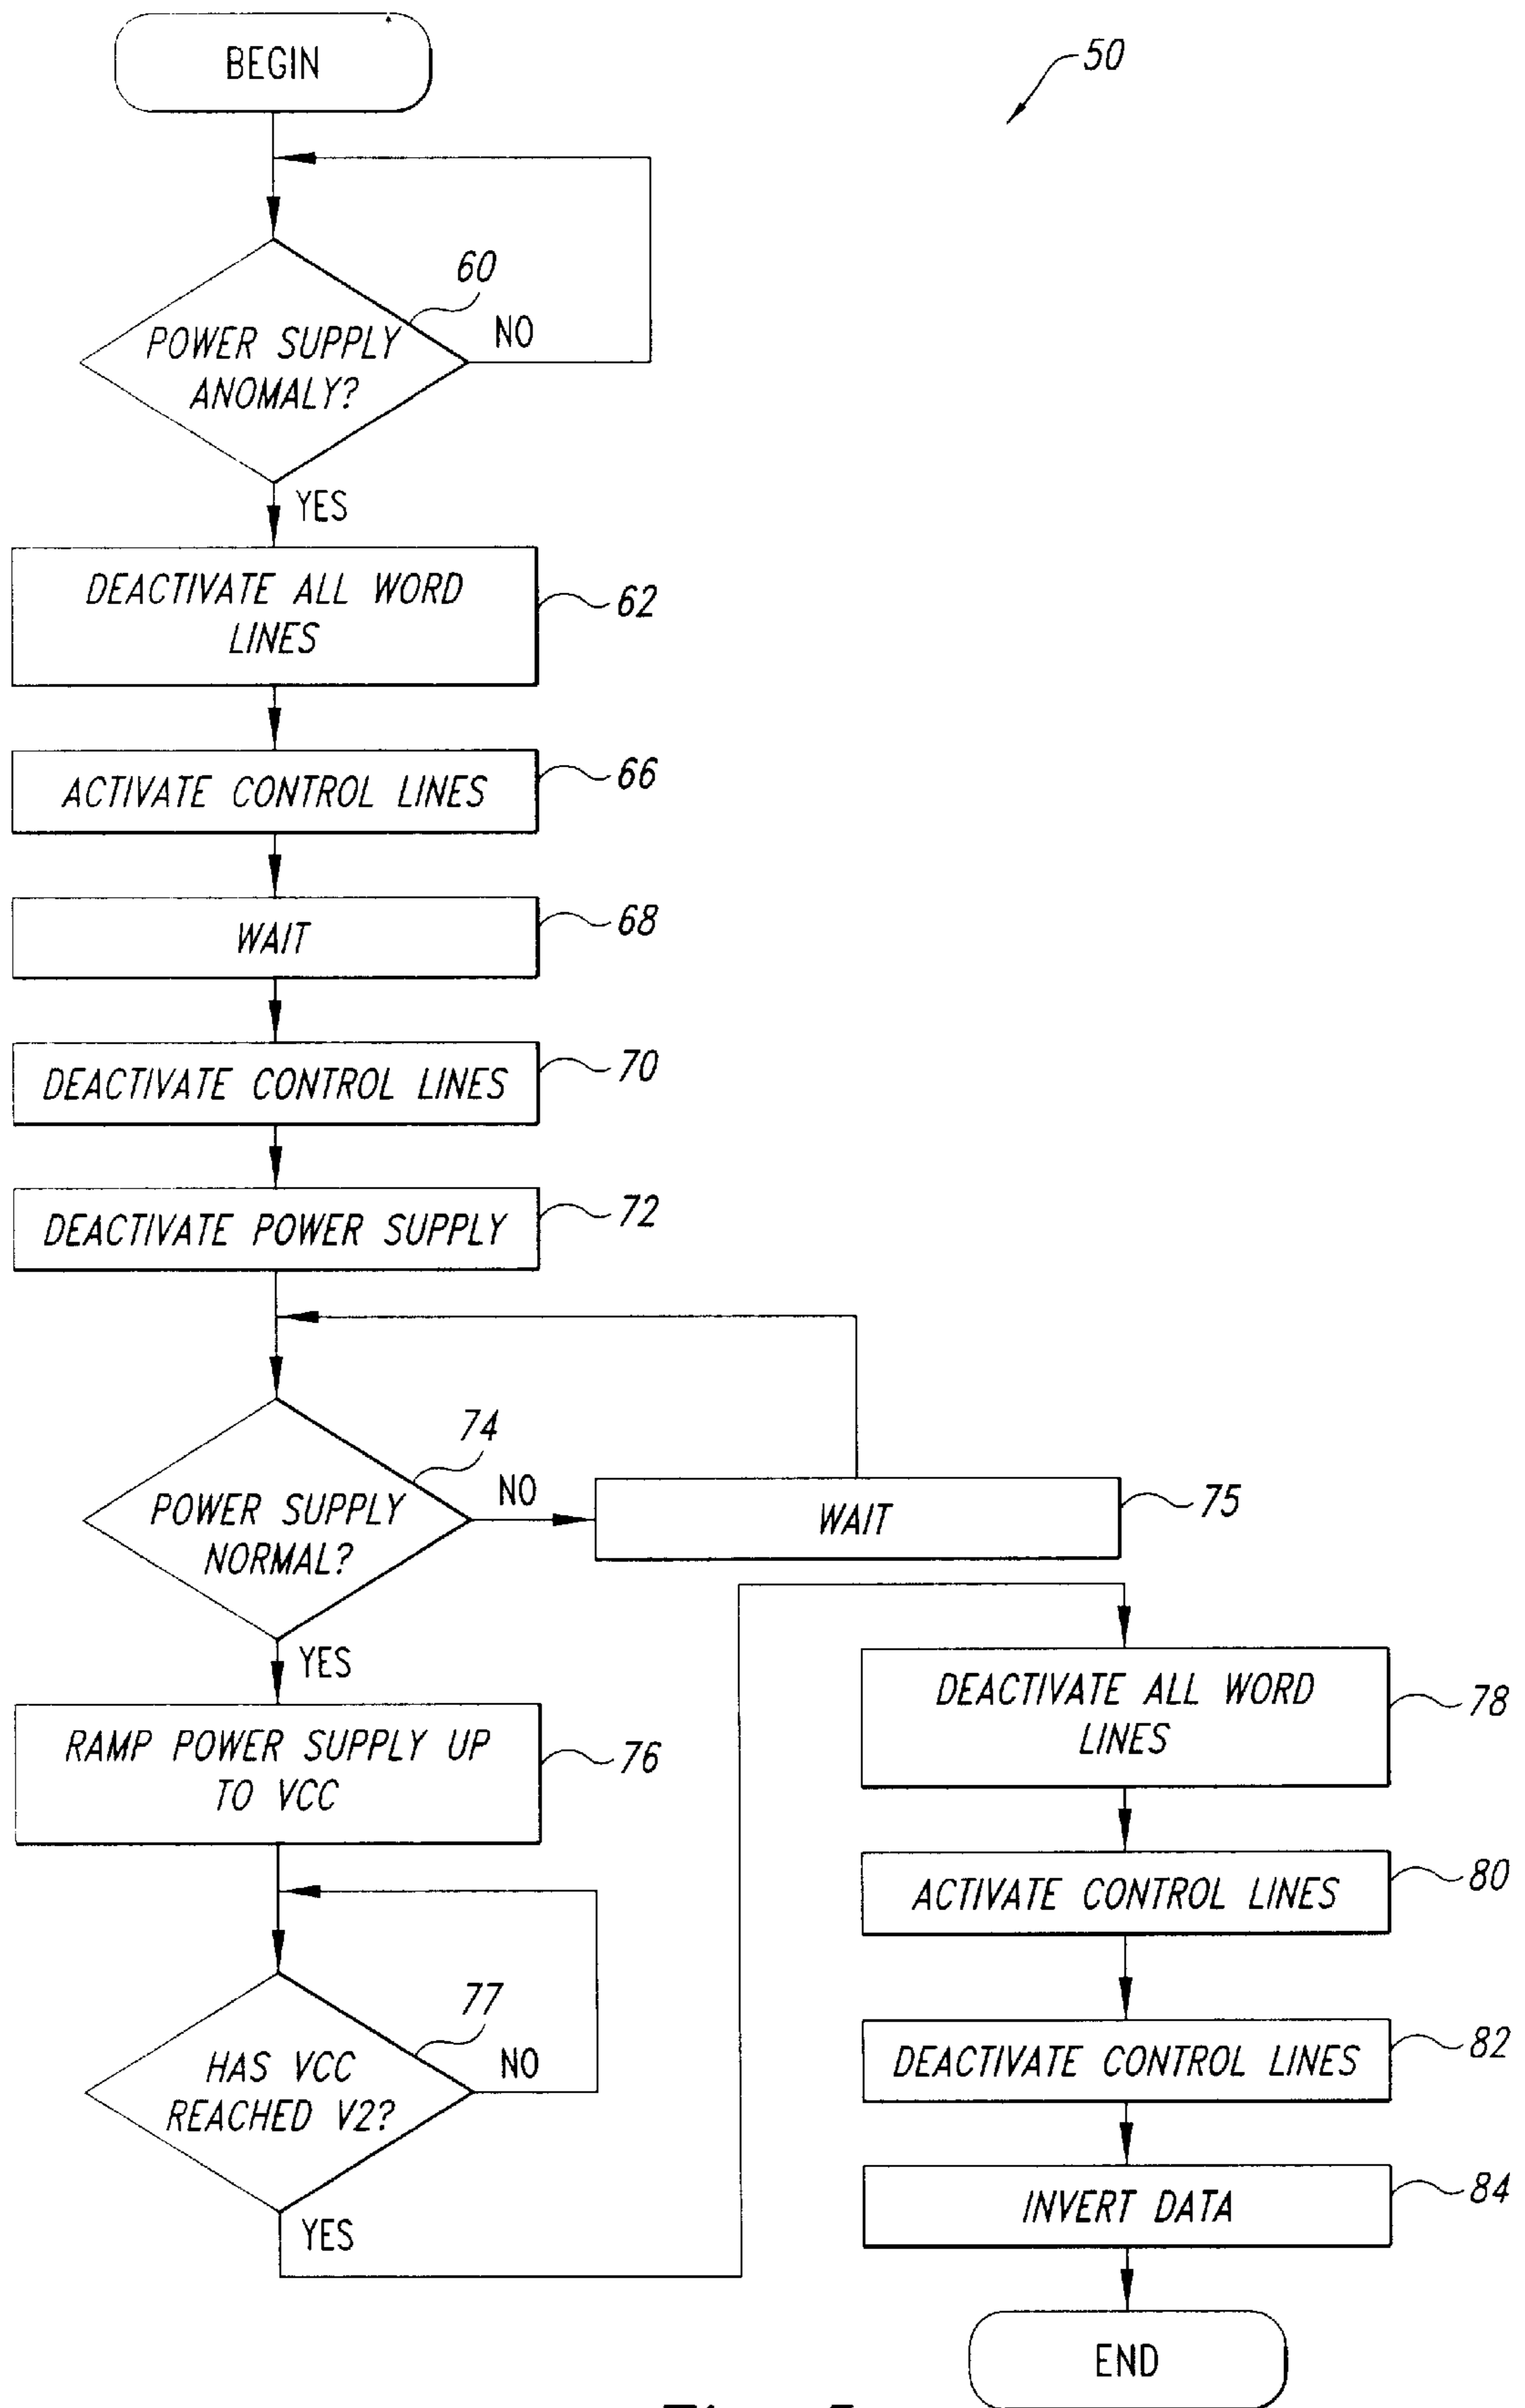 BEGIN
50
60
POWER SUPPLY
ANOMALY?
NO
YES
DEACTIVATE ALL WORD
LINES
62
ACTIVATE CONTROL LINES
66
WAIT
68
DEACTIVATE CONTROL LINES
70
DEACTIVATE POWER SUPPLY
72
74
POWER SUPPLY
NORMAL?
NO
WAIT
75
YES
RAMP POWER SUPPLY UP
TO VCC
76
77
HAS VCC
REACHED V2?
NO
YES
DEACTIVATE ALL WORD
LINES
78
ACTIVATE CONTROL LINES
80
DEACTIVATE CONTROL LINES
82
INVERT DATA
84
END